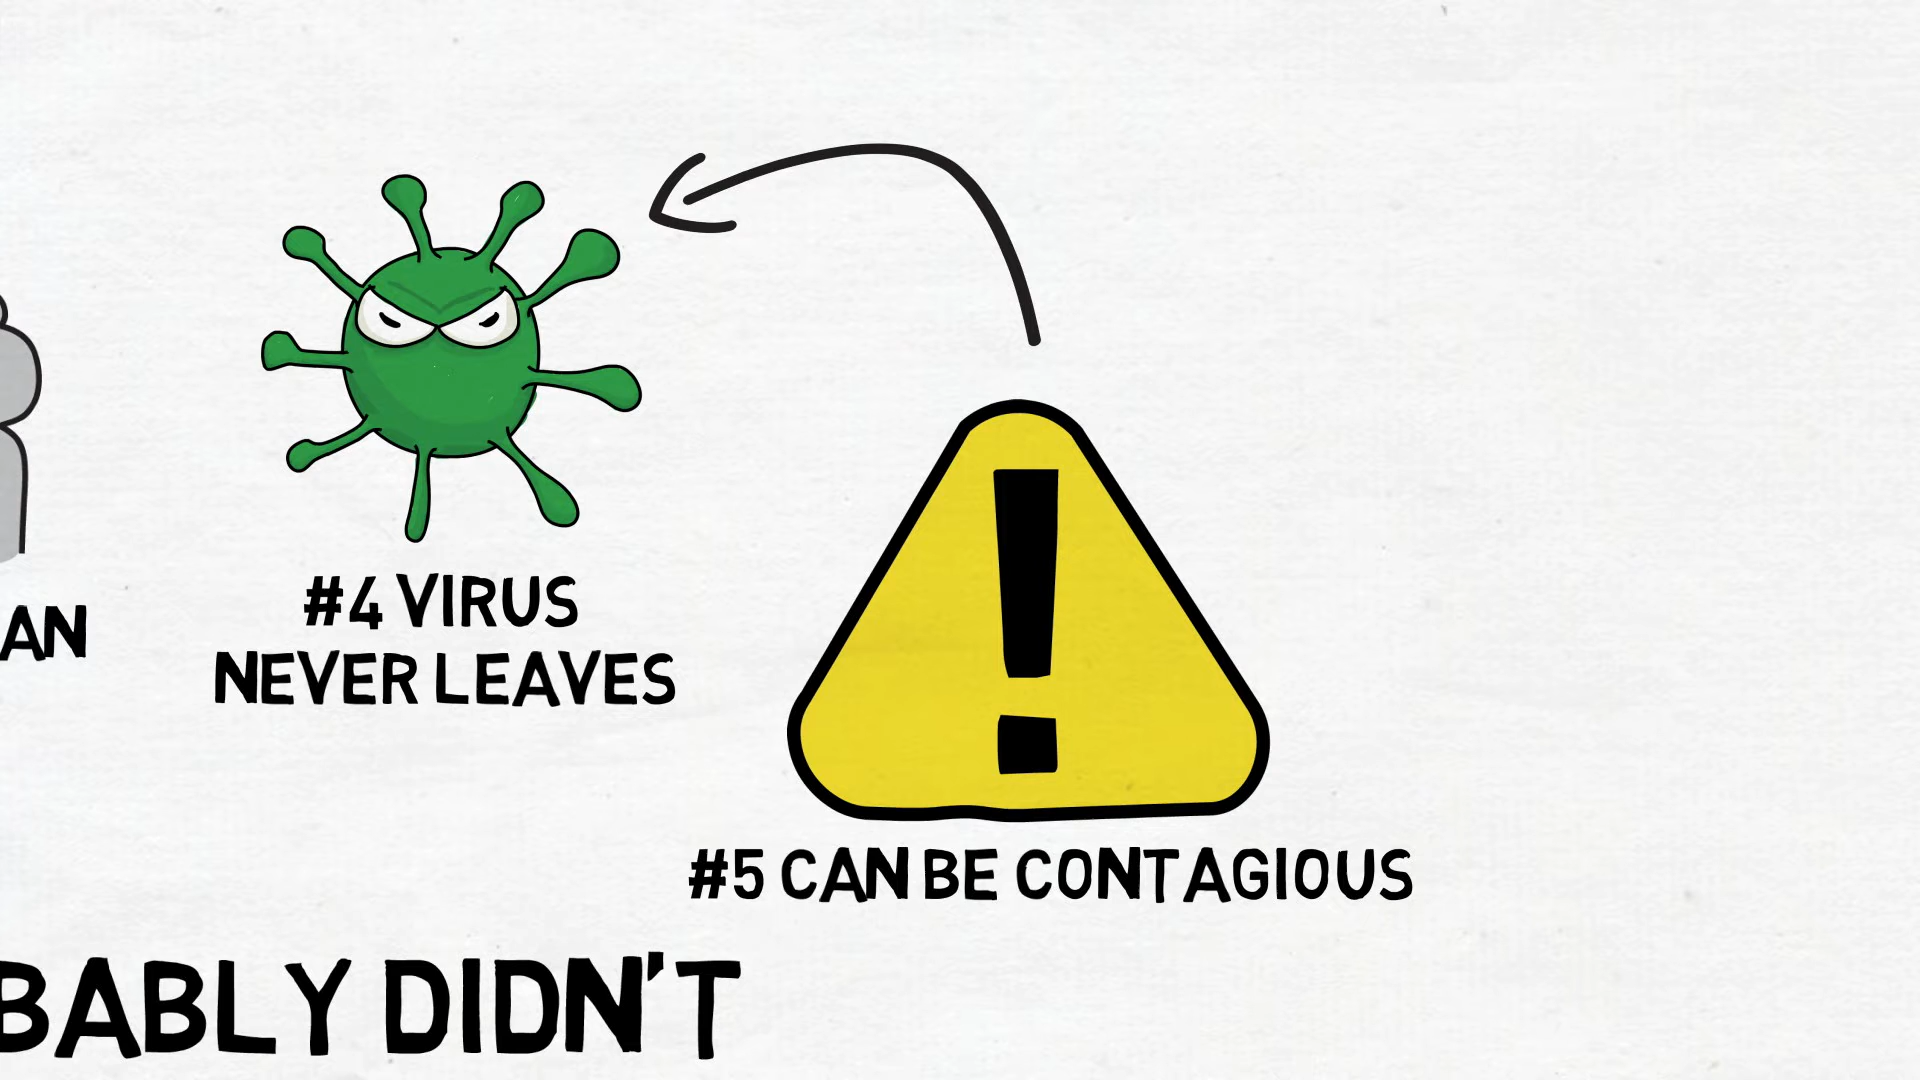 AN
#4 VIRUS
NEVER LEAVES
#5 CAN BE CONTAGIOUS
BABLY DIDN'T